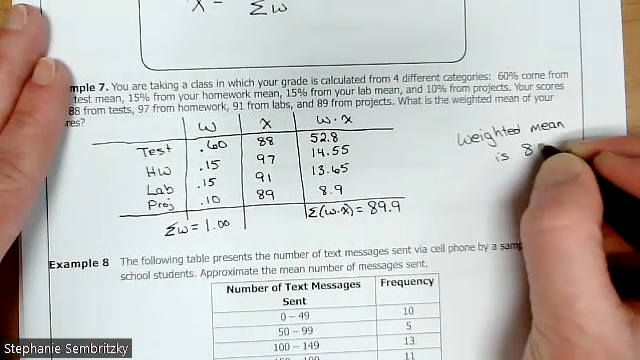 x̄ = Σw
mple 7. You are taking a class in which your grade is calculated from 4 different categories: 60% come from
test mean, 15% from your homework mean, 15% from your lab mean, and 10% from projects. Your scores
88 from tests, 97 from homework, 91 from labs, and 89 from projects. What is the weighted mean of your
res?
w x w·x
Test .60 88 52.8
HW .15 97 14.55
Lab .15 91 13.65
Proj .10 89 8.9
Σw = 1.00 Σ(w·x) = 89.9
Weighted mean
is 8
Example 8 The following table presents the number of text messages sent via cell phone by a samp
school students. Approximate the mean number of messages sent.
Number of Text Messages Sent Frequency
0 – 49 10
50 – 99 5
100 – 149 13
11
Stephanie Sembritzky